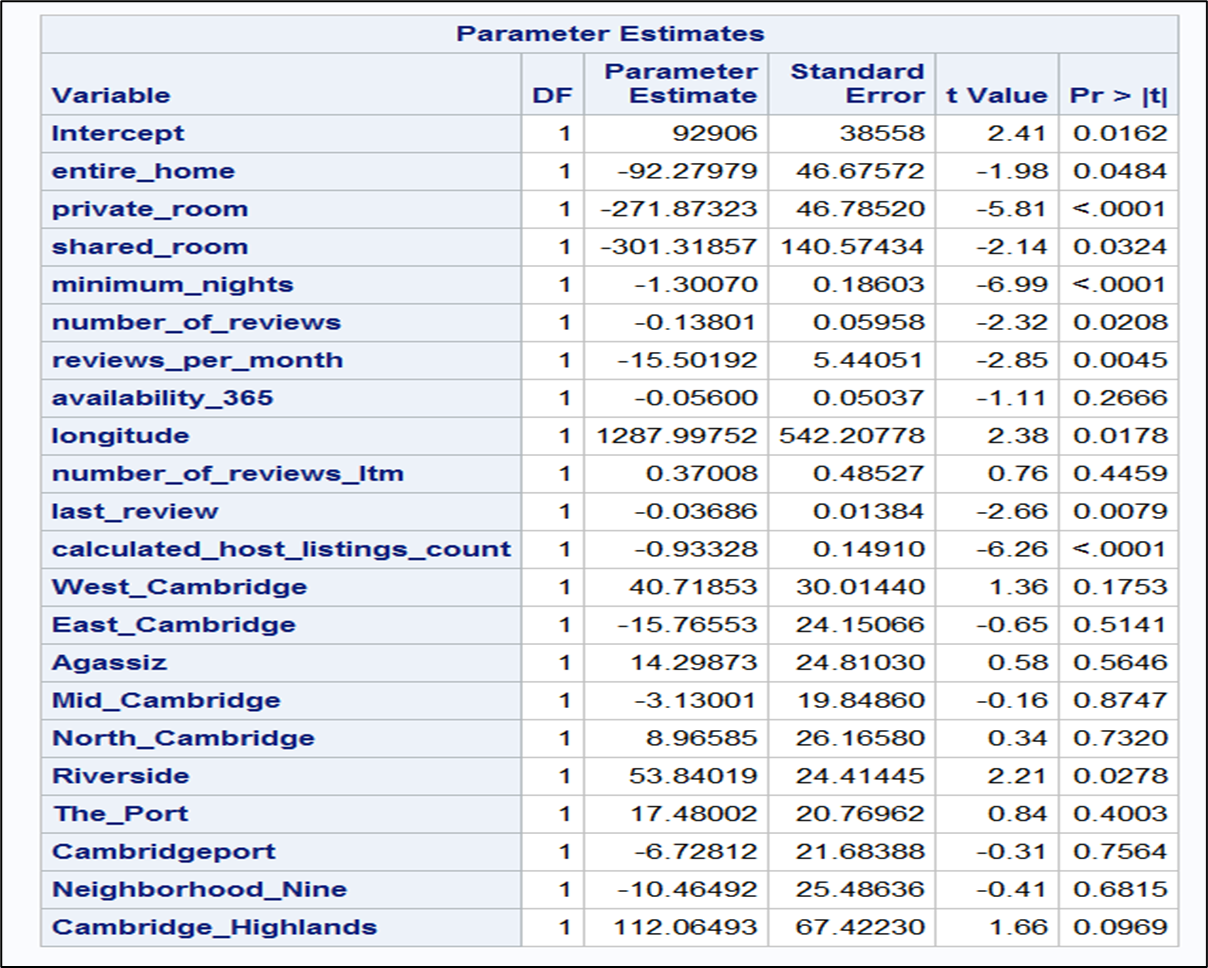 Parameter Estimates
Variable DF Parameter Estimate Standard Error t Value Pr > |t|
Intercept 1 92906 38558 2.41 0.0162
entire_home 1 -92.27979 46.67572 -1.98 0.0484
private_room 1 -271.87323 46.78520 -5.81 <.0001
shared_room 1 -301.31857 140.57434 -2.14 0.0324
minimum_nights 1 -1.30070 0.18603 -6.99 <.0001
number_of_reviews 1 -0.13801 0.05958 -2.32 0.0208
reviews_per_month 1 -15.50192 5.44051 -2.85 0.0045
availability_365 1 -0.05600 0.05037 -1.11 0.2666
longitude 1 1287.99752 542.20778 2.38 0.0178
number_of_reviews_ltm 1 0.37008 0.48527 0.76 0.4459
last_review 1 -0.03686 0.01384 -2.66 0.0079
calculated_host_listings_count 1 -0.93328 0.14910 -6.26 <.0001
West_Cambridge 1 40.71853 30.01440 1.36 0.1753
East_Cambridge 1 -15.76553 24.15066 -0.65 0.5141
Agassiz 1 14.29873 24.81030 0.58 0.5646
Mid_Cambridge 1 -3.13001 19.84860 -0.16 0.8747
North_Cambridge 1 8.96585 26.16580 0.34 0.7320
Riverside 1 53.84019 24.41445 2.21 0.0278
The_Port 1 17.48002 20.76962 0.84 0.4003
Cambridgeport 1 -6.72812 21.68388 -0.31 0.7564
Neighborhood_Nine 1 -10.46492 25.48636 -0.41 0.6815
Cambridge_Highlands 1 112.06493 67.42230 1.66 0.0969